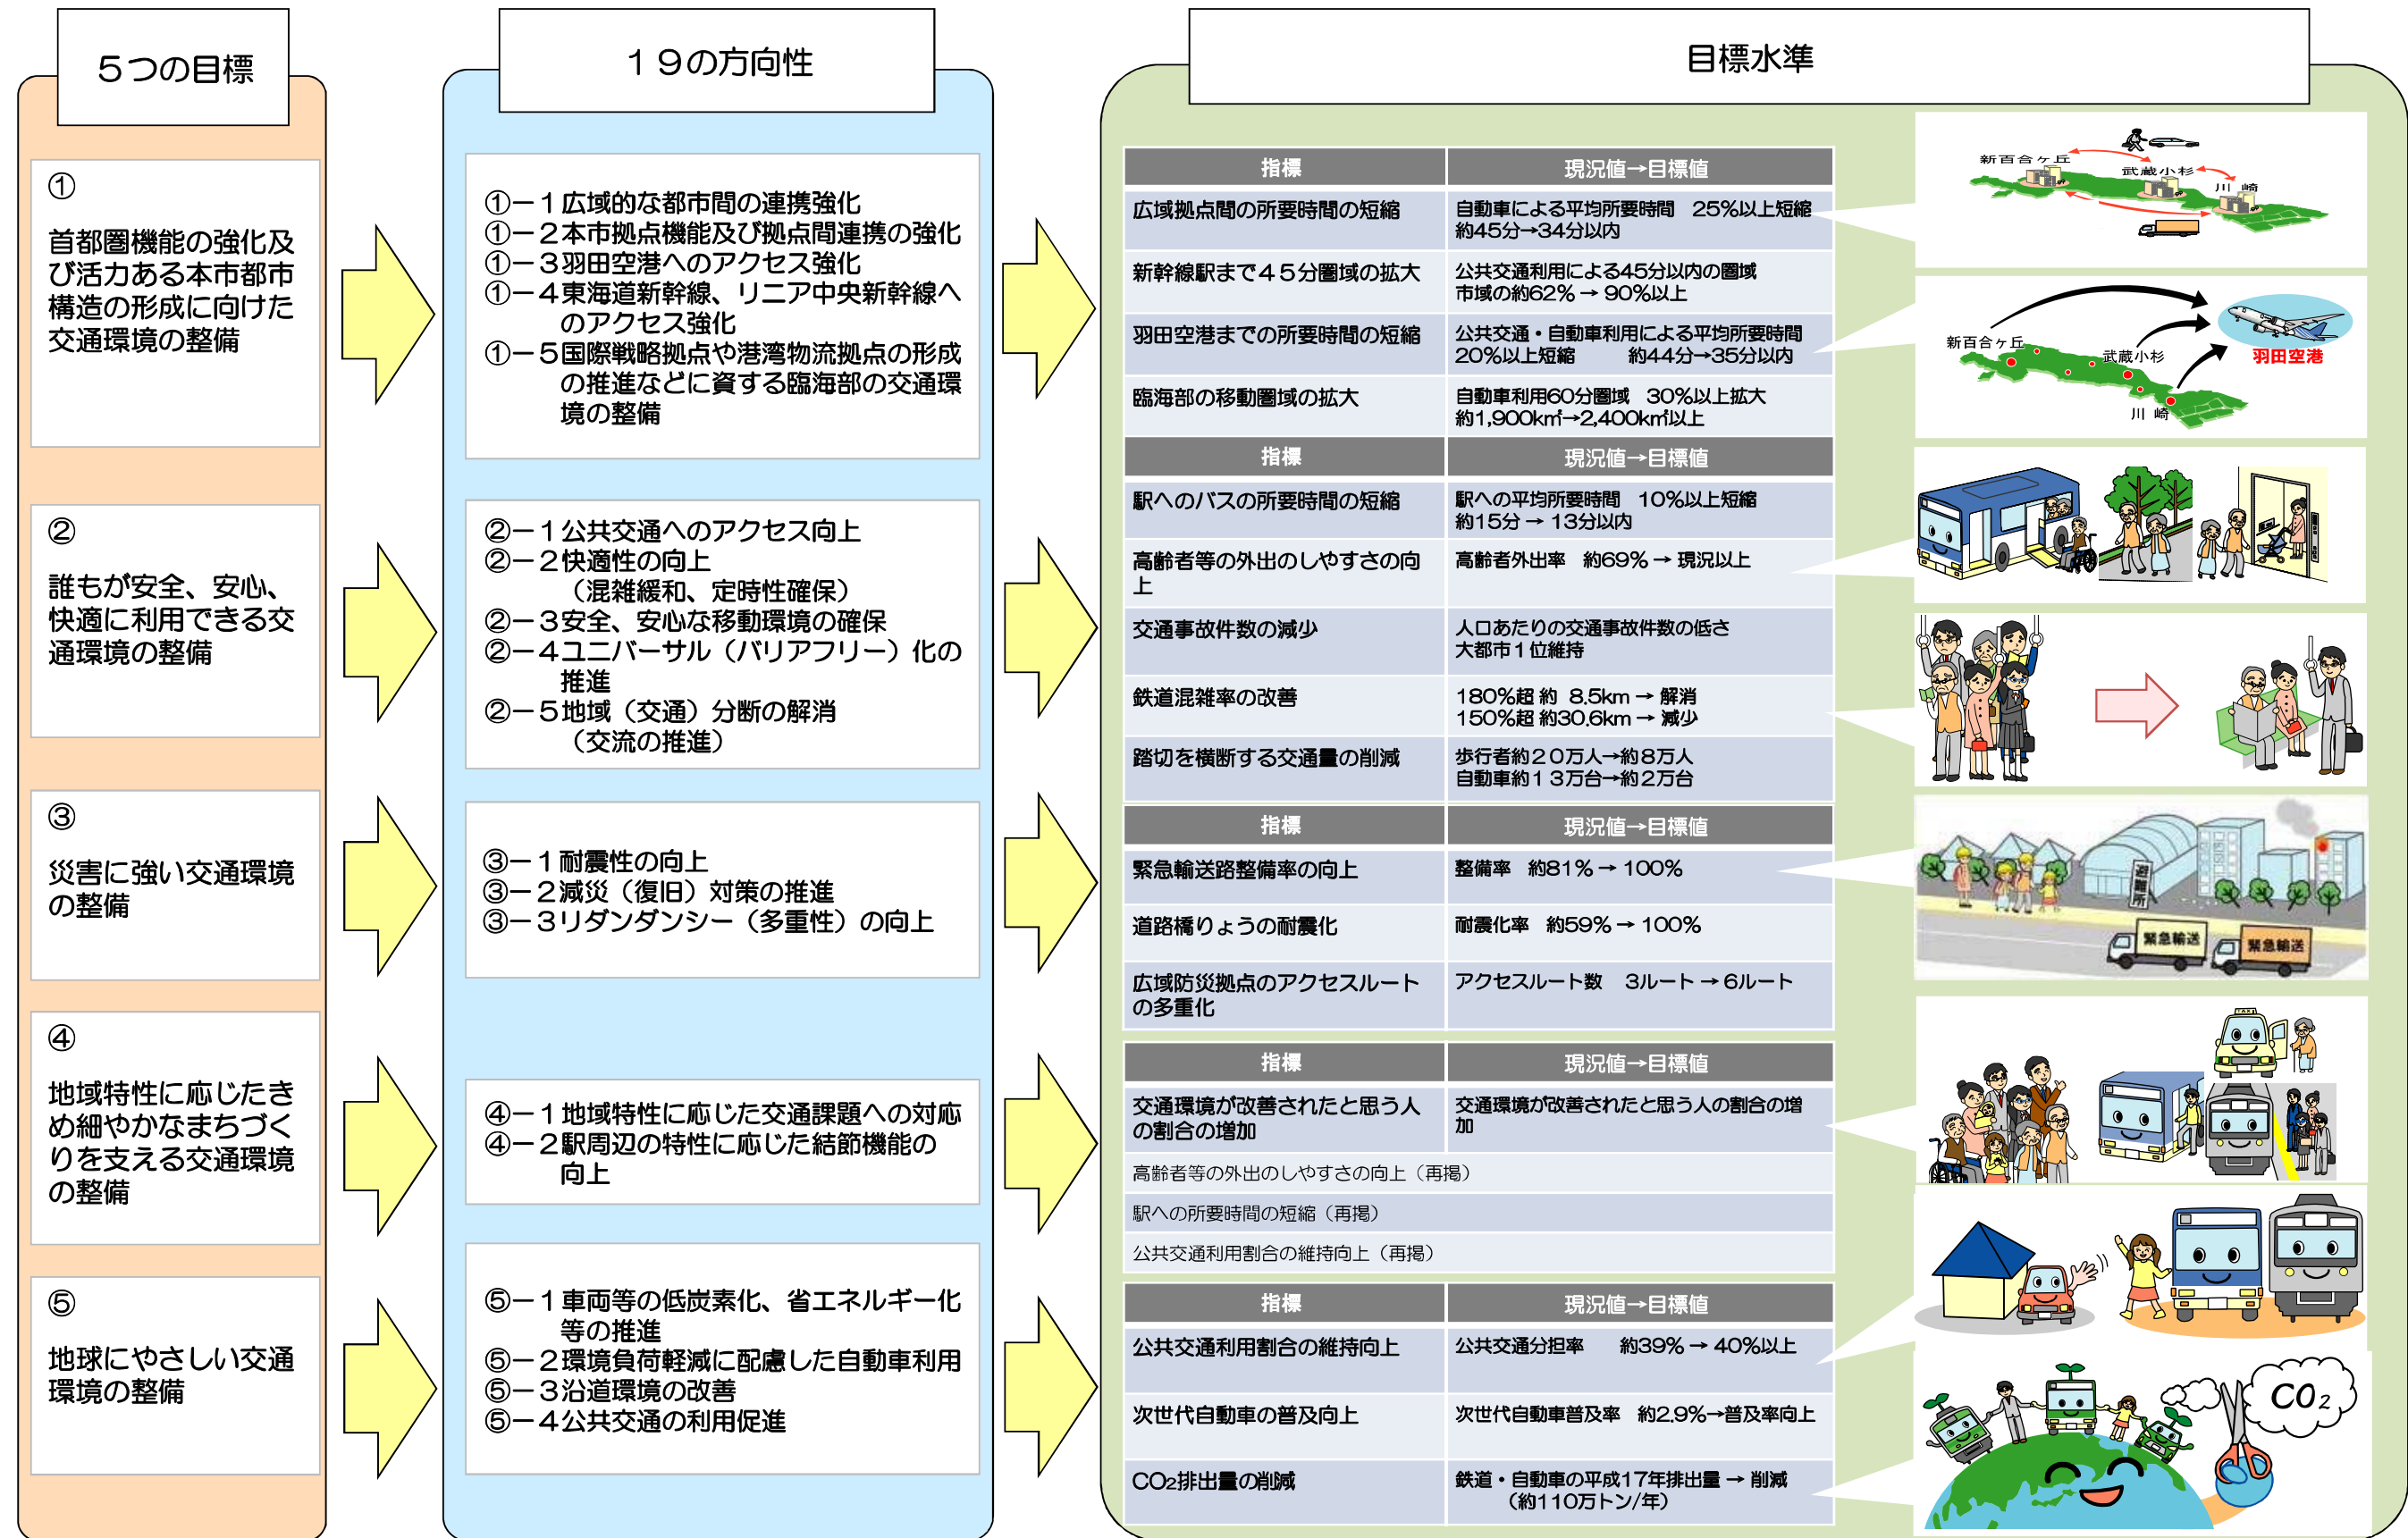 ５つの目標
①
首都圏機能の強化及
び活力ある本市都市
構造の形成に向けた
交通環境の整備
②
誰もが安全、安心、
快適に利用できる交
通環境の整備
③
災害に強い交通環境
の整備
④
地域特性に応じたき
め細やかなまちづく
りを支える交通環境
の整備
⑤
地球にやさしい交通
環境の整備
１９の方向性
①－１広域的な都市間の連携強化
①－２本市拠点機能及び拠点間連携の強化
①－３羽田空港へのアクセス強化
①－４東海道新幹線、リニア中央新幹線へ
のアクセス強化
①－５国際戦略拠点や港湾物流拠点の形成
の推進などに資する臨海部の交通環
境の整備
②－１公共交通へのアクセス向上
②－２快適性の向上
（混雑緩和、定時性確保）
②－３安全、安心な移動環境の確保
②－４ユニバーサル（バリアフリー）化の
推進
②－５地域（交通）分断の解消
（交流の推進）
③－１耐震性の向上
③－２減災（復旧）対策の推進
③－３リダンダンシー（多重性）の向上
④－１地域特性に応じた交通課題への対応
④－２駅周辺の特性に応じた結節機能の
向上
⑤－１車両等の低炭素化、省エネルギー化
等の推進
⑤－２環境負荷軽減に配慮した自動車利用
⑤－３沿道環境の改善
⑤－４公共交通の利用促進
目標水準
指標 現況値→目標値
広域拠点間の所要時間の短縮 自動車による平均所要時間　25%以上短縮
約45分→34分以内
新幹線駅まで４５分圏域の拡大 公共交通利用による45分以内の圏域
市域の約62% → 90%以上
羽田空港までの所要時間の短縮 公共交通・自動車利用による平均所要時間
20%以上短縮　　　約44分→35分以内
臨海部の移動圏域の拡大 自動車利用60分圏域　30%以上拡大
約1,900k㎡→2,400k㎡以上
指標 現況値→目標値
駅へのバスの所要時間の短縮 駅への平均所要時間　10%以上短縮
約15分 → 13分以内
高齢者等の外出のしやすさの向 高齢者外出率　約69% → 現況以上
上
交通事故件数の減少 人口あたりの交通事故件数の低さ
大都市１位維持
鉄道混雑率の改善 180%超 約 8.5km → 解消
150%超 約30.6km → 減少
踏切を横断する交通量の削減 歩行者約２０万人→約８万人
自動車約１３万台→約２万台
指標 現況値→目標値
緊急輸送路整備率の向上 整備率　約81% → 100%
道路橋りょうの耐震化 耐震化率　約59% → 100%
広域防災拠点のアクセスルート アクセスルート数　3ルート → 6ルート
の多重化
指標 現況値→目標値
交通環境が改善されたと思う人 交通環境が改善されたと思う人の割合の増
の割合の増加 加
高齢者等の外出のしやすさの向上（再掲）
駅への所要時間の短縮（再掲）
公共交通利用割合の維持向上（再掲）
指標 現況値→目標値
公共交通利用割合の維持向上 公共交通分担率　　約39% → 40%以上
次世代自動車の普及向上 次世代自動車普及率　約2.9%→普及率向上
CO₂排出量の削減 鉄道・自動車の平成17年排出量 → 削減
（約110万トン/年）
新百合ヶ丘
武蔵小杉
川崎
新百合ヶ丘
武蔵小杉
川崎
羽田空港
避難所
緊急輸送
緊急輸送
TAXI
CO₂